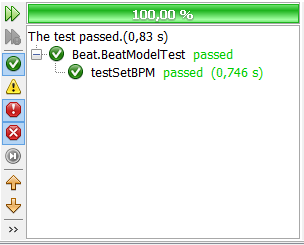 100,00 %
The test passed.(0,83 s)
Beat.BeatModelTest passed
testSetBPM passed (0,746 s)
>>